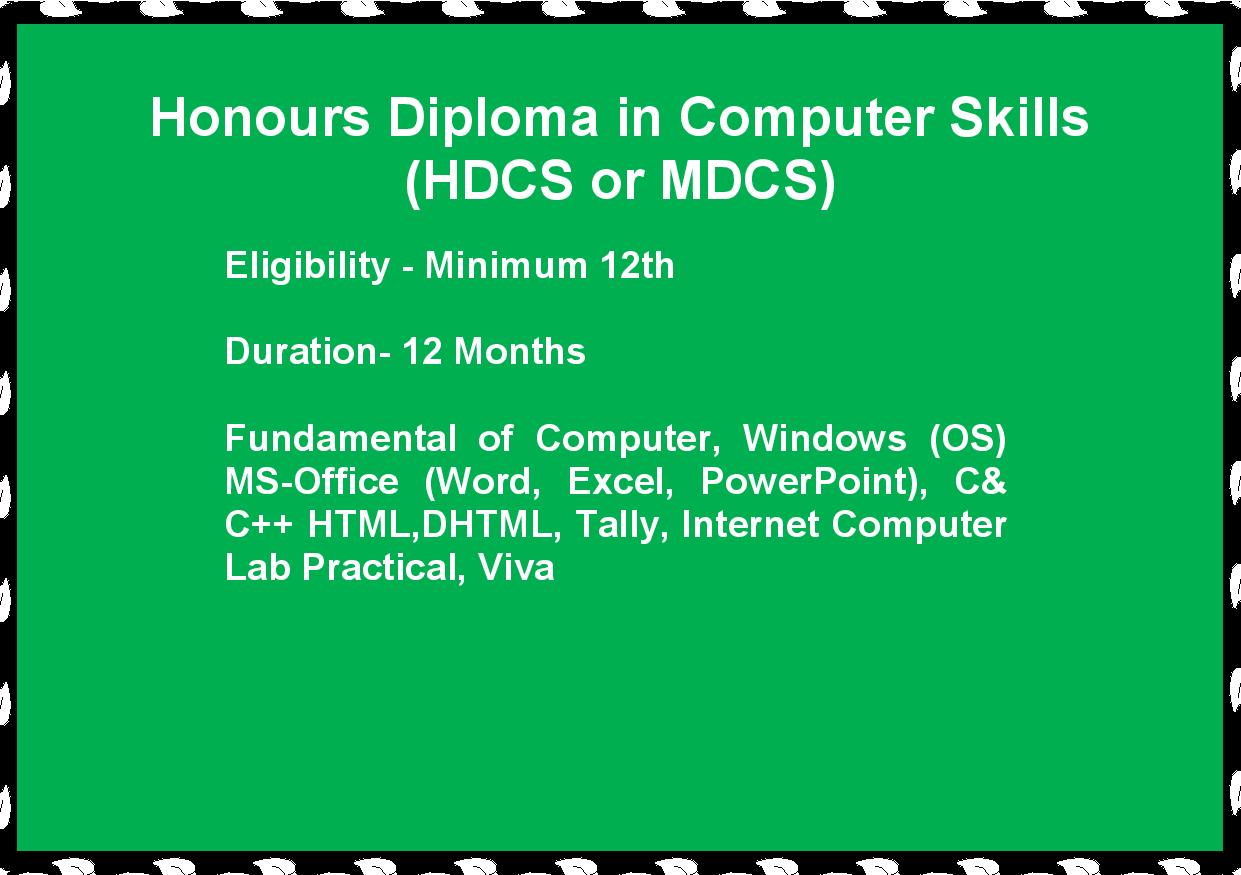 Honours Diploma in Computer Skills
(HDCS or MDCS)
Eligibility - Minimum 12th
Duration- 12 Months
Fundamental of Computer, Windows (OS)
MS-Office (Word, Excel, PowerPoint), C&
C++ HTML,DHTML, Tally, Internet Computer
Lab Practical, Viva